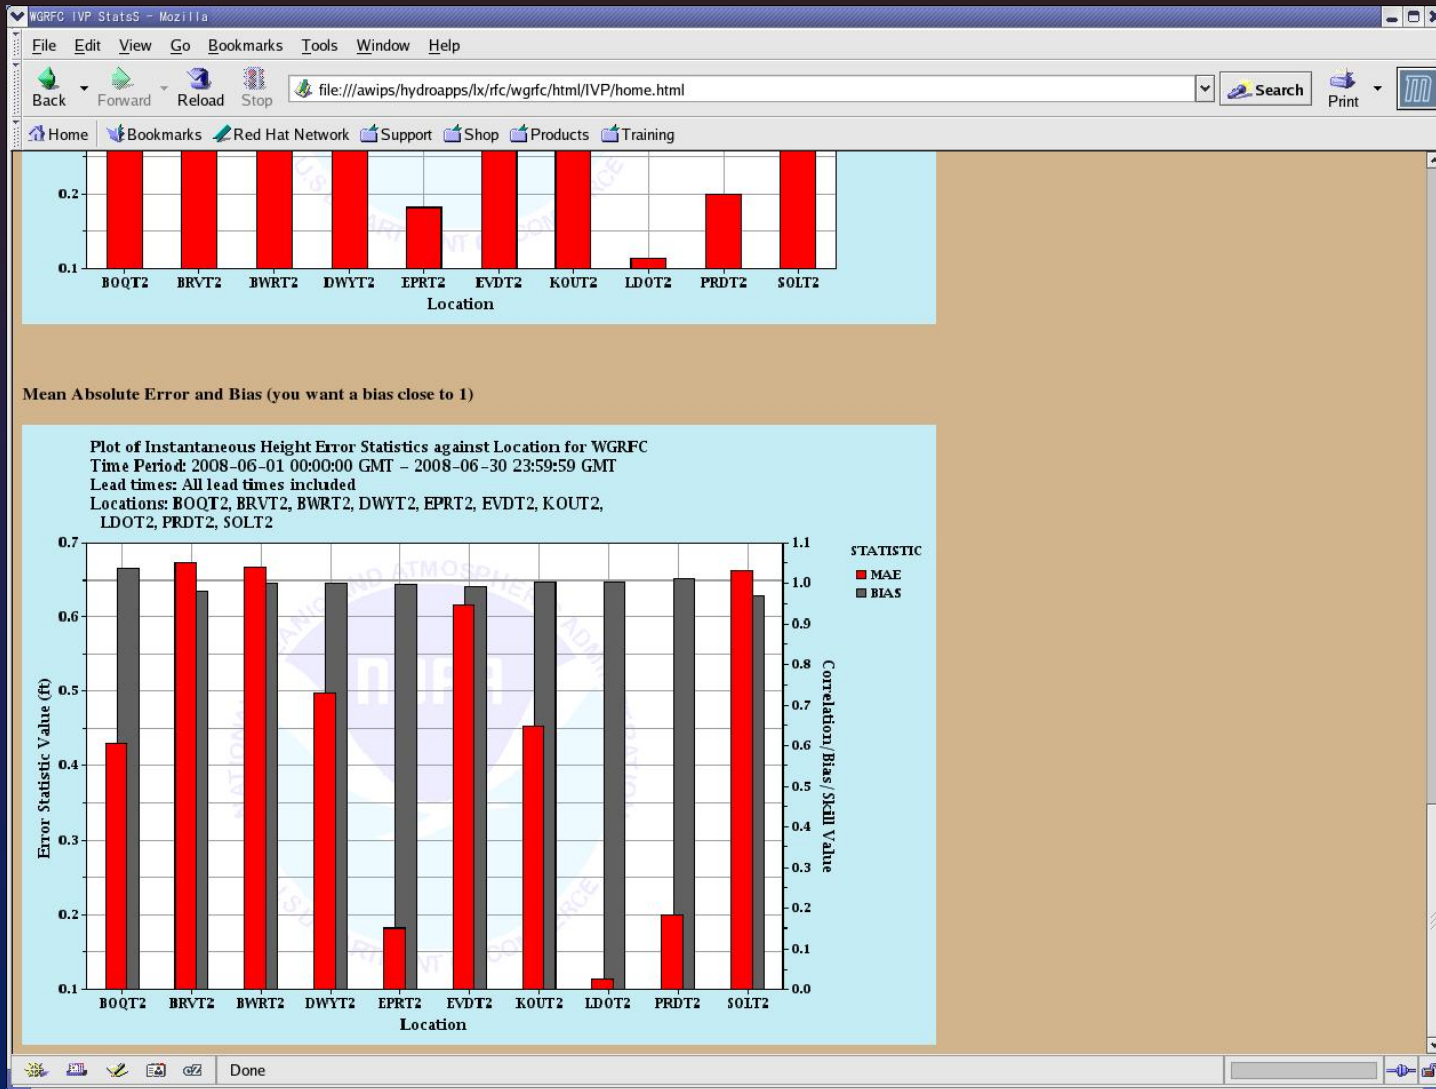 WGRFC IVP StatsS - Mozilla
File Edit View Go Bookmarks Tools Window Help
Back Forward Reload Stop file:///awips/hydroapps/lx/rfc/wgrfc/html/IVP/home.html Search Print
Home Bookmarks Red Hat Network Support Shop Products Training
0.2
0.1
BOQT2 BRVT2 BWRT2 DWYT2 EPRT2 EVDT2 KOUT2 LDOT2 PRDT2 SOLT2
Location
Mean Absolute Error and Bias (you want a bias close to 1)
Plot of Instantaneous Height Error Statistics against Location for WGRFC
Time Period: 2008-06-01 00:00:00 GMT - 2008-06-30 23:59:59 GMT
Lead times: All lead times included
Locations: BOQT2, BRVT2, BWRT2, DWYT2, EPRT2, EVDT2, KOUT2,
LDOT2, PRDT2, SOLT2
STATISTIC
MAE
BIAS
Error Statistic Value (ft)
0.7
0.6
0.5
0.4
0.3
0.2
0.1
1.1
1.0
0.9
0.8
0.7
0.6
0.5
0.4
0.3
0.2
0.1
0.0
Correlation/Bias/Skill Value
BOQT2 BRVT2 BWRT2 DWYT2 EPRT2 EVDT2 KOUT2 LDOT2 PRDT2 SOLT2
Location
Done